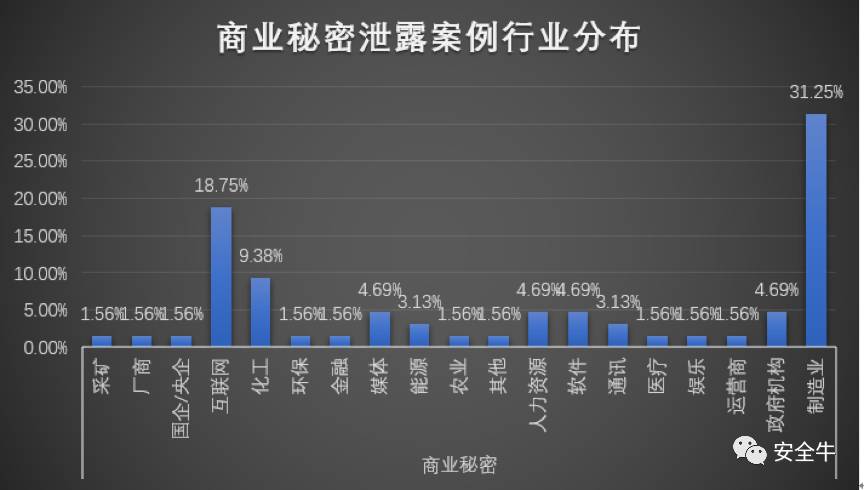 商业秘密泄露案例行业分布
35.00%
30.00%
25.00%
20.00%
15.00%
10.00%
5.00%
0.00%
1.56%
1.56%
1.56%
18.75%
9.38%
1.56%
1.56%
4.69%
3.13%
1.56%
1.56%
4.69%
4.69%
3.13%
1.56%
1.56%
1.56%
4.69%
31.25%
采矿
厂商
国企/央企
互联网
化工
环保
金融
媒体
能源
农业
其他
人力资源
软件
通讯
医疗
娱乐
运营商
政府机构
制造业
商业秘密
安全牛